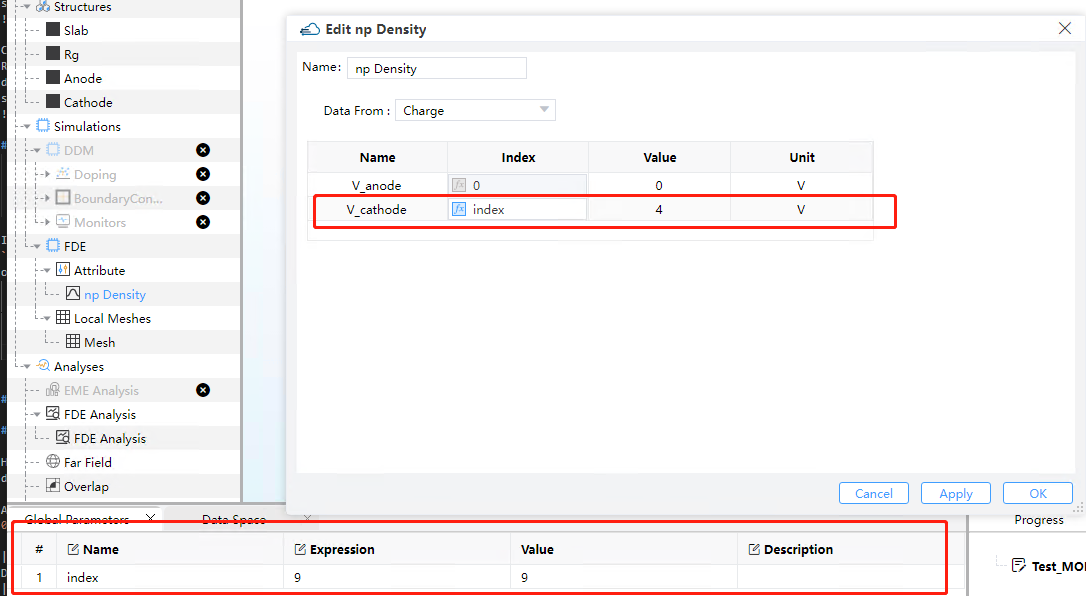 Structures
Slab
Rg
Anode
Cathode
Simulations
DDM
Doping
BoundaryCon...
Monitors
FDE
Attribute
np Density
Local Meshes
Mesh
Analyses
EME Analysis
FDE Analysis
FDE Analysis
Far Field
Overlap
Edit np Density
Name: np Density
Data From : Charge
Name Index Value Unit
V_anode fx 0 0 V
V_cathode fx index 4 V
Cancel Apply OK
Global Parameters Data Space Progress
# Name Expression Value Description
1 index 9 9
Test_MO